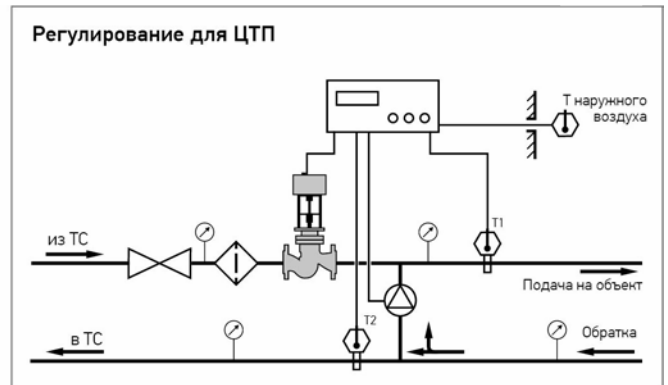 Регулирование для ЦТП
Т наружного
воздуха
из ТС
Т1
Подача на объект
Т2
в ТС
Обратка